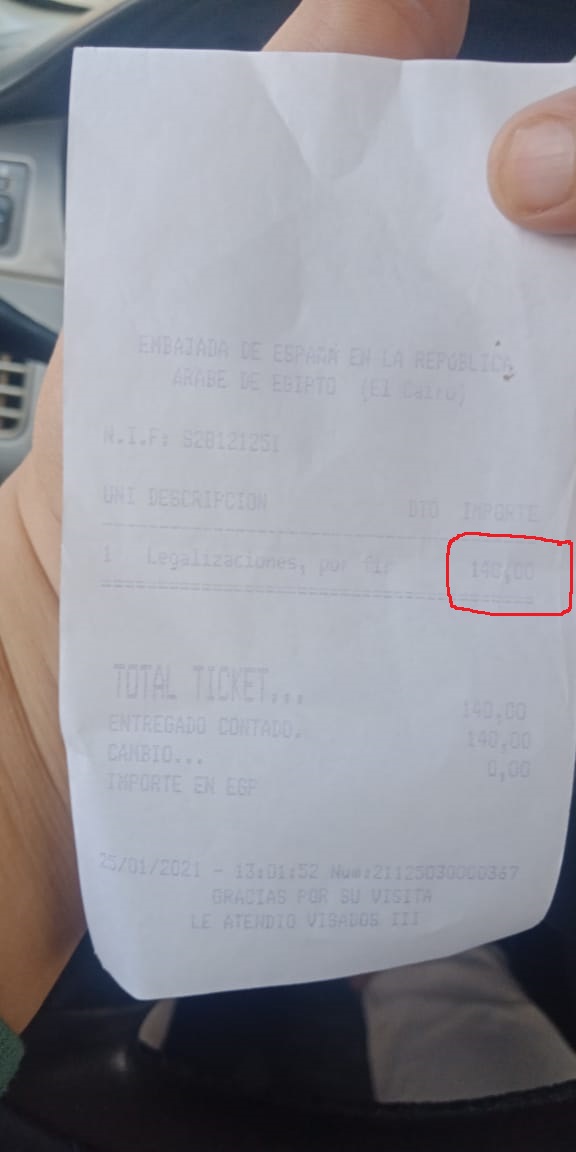 EMBAJADA DE ESPAÑA EN LA REPÚBLICA
ARABE DE EGIPTO (El Cairo)
N.I.F: S2812125I
UNI DESCRIPCION DTO IMPORTE
1 Legalizaciones, por fir 140,00
TOTAL TICKET... 140,00
ENTREGADO CONTADO. 140,00
CAMBIO... 0,00
IMPORTE EN EGP
25/01/2021 - 13:01:52 Num:21125030000367
GRACIAS POR SU VISITA
LE ATENDIO VISADOS III